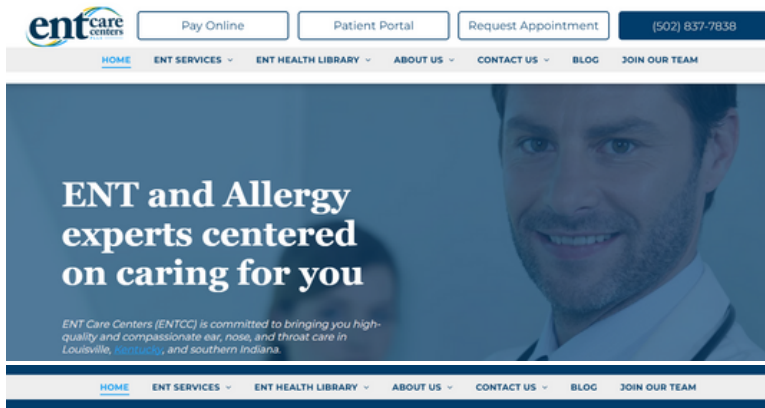 ent care
centers
Pay Online
Patient Portal
Request Appointment
(502) 837-7838
HOME ENT SERVICES ENT HEALTH LIBRARY ABOUT US CONTACT US BLOG JOIN OUR TEAM
ENT and Allergy
experts centered
on caring for you
ENT Care Centers (ENTCC) is committed to bringing you high-
quality and compassionate ear, nose, and throat care in
Louisville, Kentucky, and southern Indiana.
HOME ENT SERVICES ENT HEALTH LIBRARY ABOUT US CONTACT US BLOG JOIN OUR TEAM